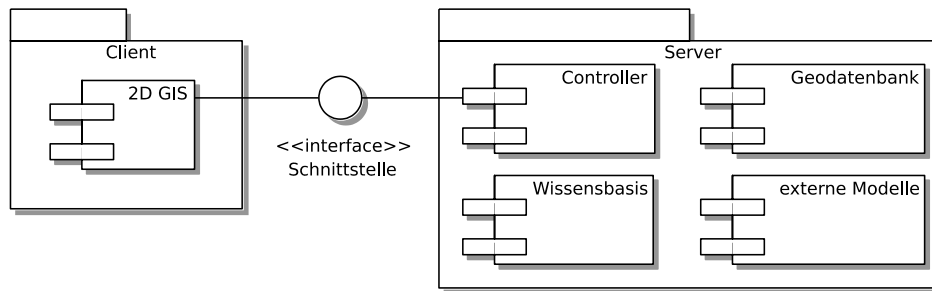 Client
2D GIS
<<interface>>
Schnittstelle
Server
Controller
Geodatenbank
Wissensbasis
externe Modelle